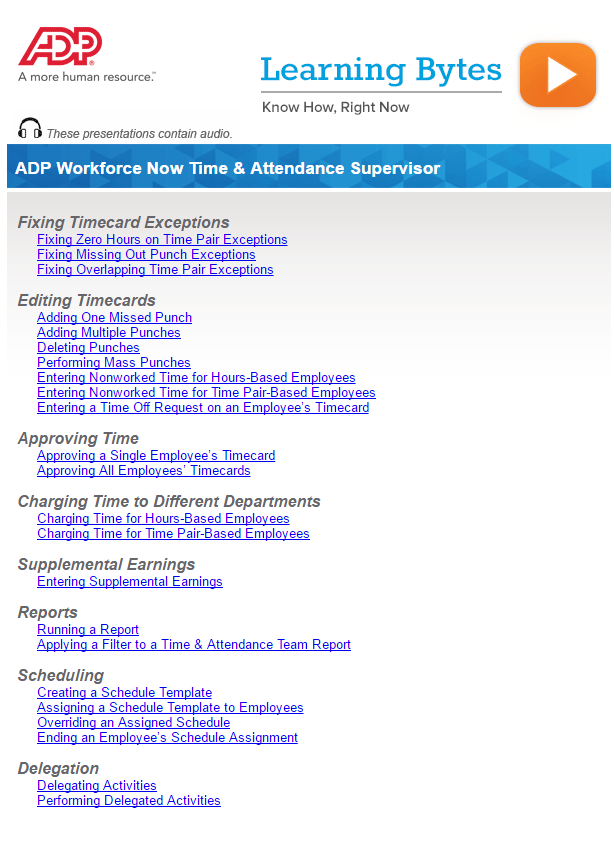 ADP®
A more human resource.™
Learning Bytes
Know How, Right Now
These presentations contain audio.
ADP Workforce Now Time & Attendance Supervisor
Fixing Timecard Exceptions
Fixing Zero Hours on Time Pair Exceptions
Fixing Missing Out Punch Exceptions
Fixing Overlapping Time Pair Exceptions
Editing Timecards
Adding One Missed Punch
Adding Multiple Punches
Deleting Punches
Performing Mass Punches
Entering Nonworked Time for Hours-Based Employees
Entering Nonworked Time for Time Pair-Based Employees
Entering a Time Off Request on an Employee’s Timecard
Approving Time
Approving a Single Employee’s Timecard
Approving All Employees’ Timecards
Charging Time to Different Departments
Charging Time for Hours-Based Employees
Charging Time for Time Pair-Based Employees
Supplemental Earnings
Entering Supplemental Earnings
Reports
Running a Report
Applying a Filter to a Time & Attendance Team Report
Scheduling
Creating a Schedule Template
Assigning a Schedule Template to Employees
Overriding an Assigned Schedule
Ending an Employee’s Schedule Assignment
Delegation
Delegating Activities
Performing Delegated Activities